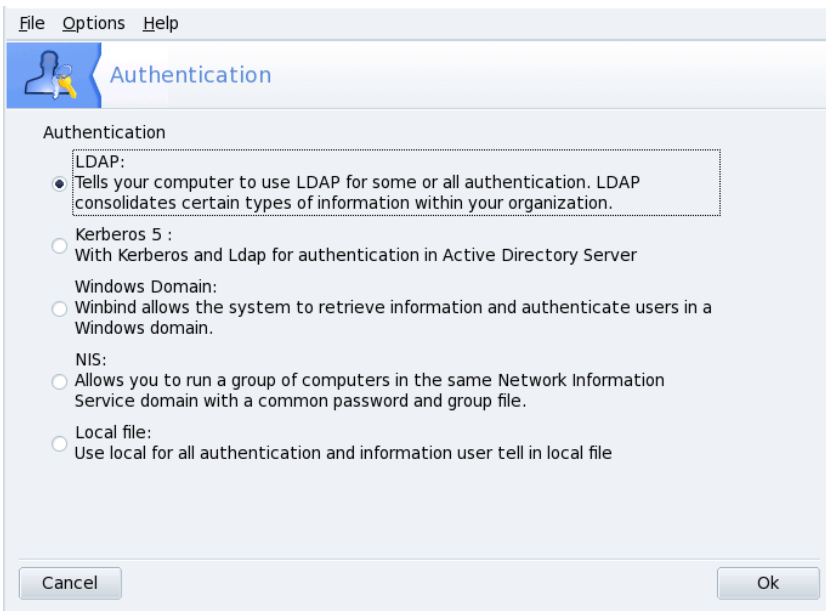 File Options Help
Authentication
Authentication
LDAP:
Tells your computer to use LDAP for some or all authentication. LDAP
consolidates certain types of information within your organization.
Kerberos 5 :
With Kerberos and Ldap for authentication in Active Directory Server
Windows Domain:
Winbind allows the system to retrieve information and authenticate users in a
Windows domain.
NIS:
Allows you to run a group of computers in the same Network Information
Service domain with a common password and group file.
Local file:
Use local for all authentication and information user tell in local file
Cancel Ok